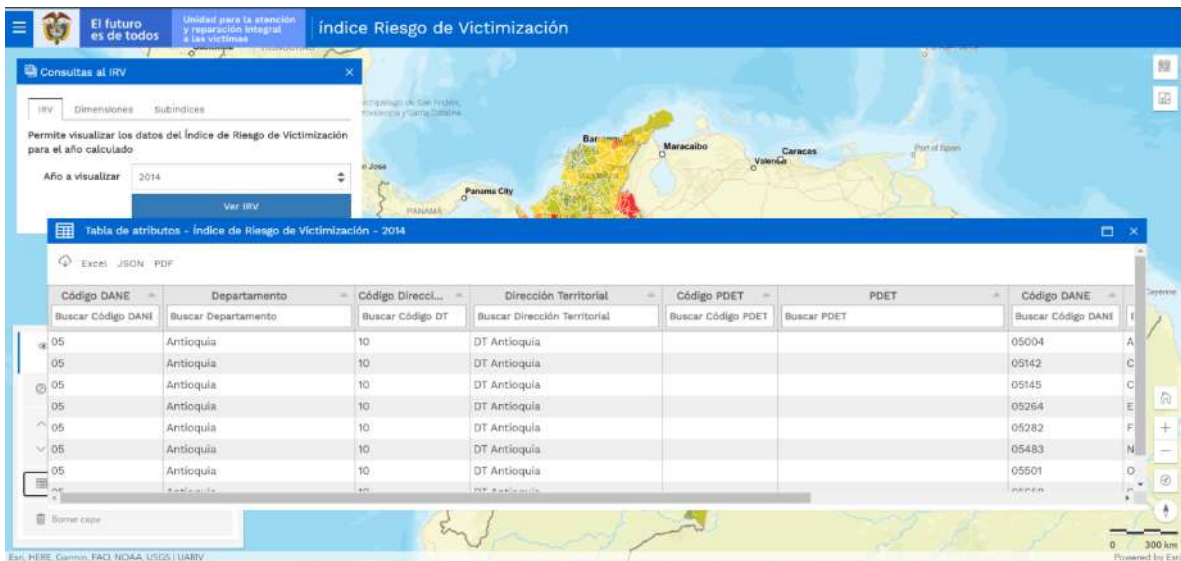 El futuro
es de todos
Unidad para la atención
y reparación integral
a las víctimas
índice Riesgo de Victimización
Consultas al IRV
IRV Dimensiones Subíndices
Permite visualizar los datos del Índice de Riesgo de Victimización
para el año calculado
Año a visualizar 2014
Ver IRV
Maracaibo
Caracas
Port of Spain
Panama City
PANAMÁ
Tabla de atributos - Índice de Riesgo de Victimización - 2014
Excel JSON PDF
Código DANE Departamento Código Direcci... Dirección Territorial Código PDET PDET Código DANE
Buscar Código DANE Buscar Departamento Buscar Código DT Buscar Dirección Territorial Buscar Código PDET Buscar PDET Buscar Código DANE
05 Antioquia 10 DT Antioquia 05004 A
05 Antioquia 10 DT Antioquia 05142 C
05 Antioquia 10 DT Antioquia 05145 C
05 Antioquia 10 DT Antioquia 05264 E
05 Antioquia 10 DT Antioquia 05282 F
05 Antioquia 10 DT Antioquia 05483 N
05 Antioquia 10 DT Antioquia 05501 O
Borrar capa
0 300 km
Esri, HERE, Garmin, FAO, NOAA, USGS | UARIV
Powered by Esri